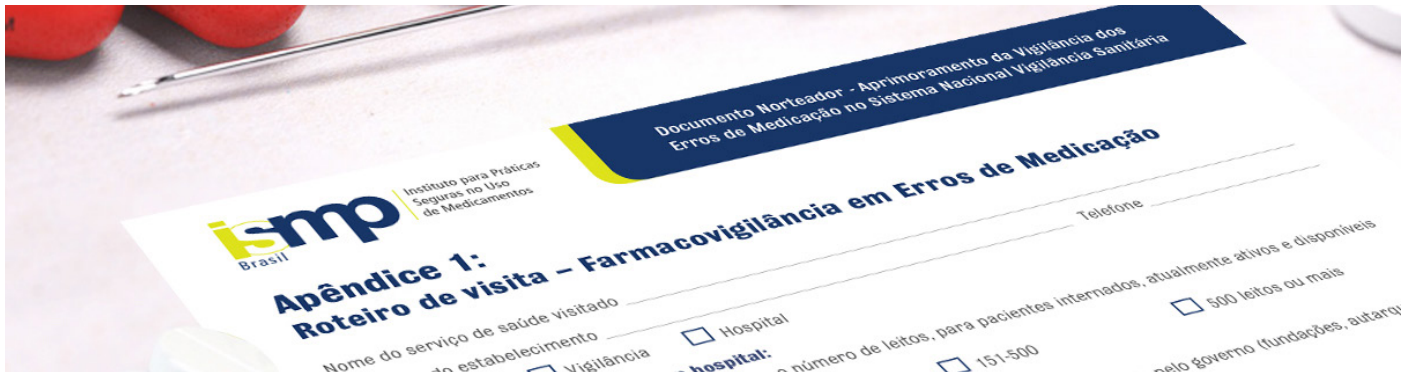 Documento Norteador - Aprimoramento da Vigilância dos
Erros de Medicação no Sistema Nacional Vigilância Sanitária
ismp
Brasil
Instituto para Práticas
Seguras no Uso
de Medicamentos
Apêndice 1:
Roteiro de visita – Farmacovigilância em Erros de Medicação
Nome do serviço de saúde visitado
do estabelecimento
Telefone
Vigilância
Hospital
hospital:
número de leitos, para pacientes internados, atualmente ativos e disponíveis
151-500
500 leitos ou mais
pelo governo (fundações,